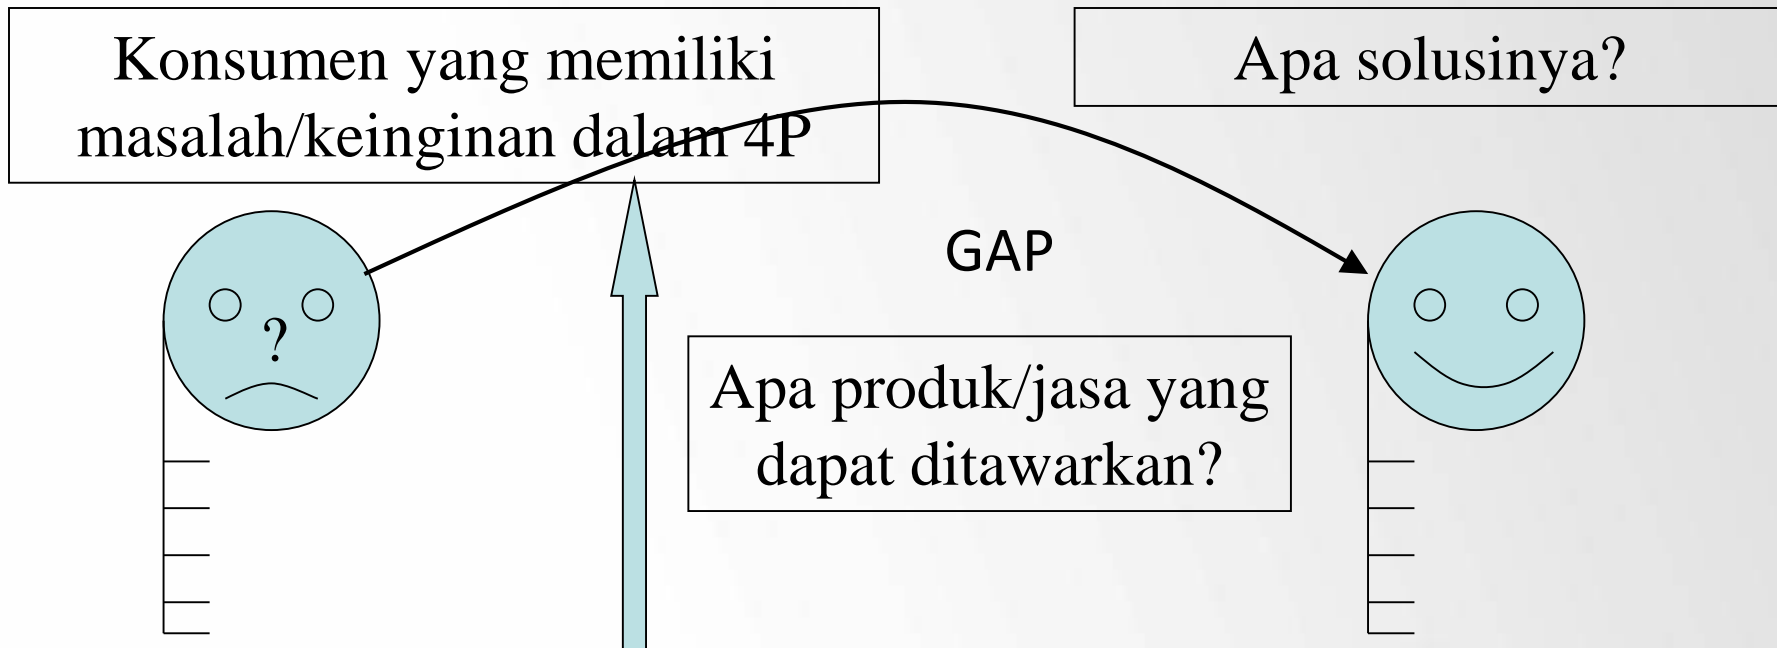 Konsumen yang memiliki
masalah/keinginan dalam 4P
Apa solusinya?
GAP
?
Apa produk/jasa yang
dapat ditawarkan?